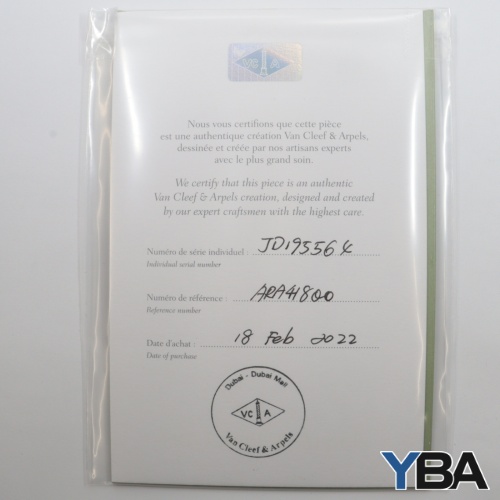 VC A
Nous vous certifions que cette pièce
est une authentique création Van Cleef & Arpels,
dessinée et créée par nos artisans experts
avec le plus grand soin.
We certify that this piece is an authentic
Van Cleef & Arpels creation, designed and created
by our expert craftsmen with the highest care.
Numéro de série individuel : JD195564
Individual serial number
Numéro de référence : ARA41800
Reference number
Date d'achat : 18 Feb 2022
Date of purchase
Dubai - Dubai Mall
VC A
Van Cleef & Arpels
YBA